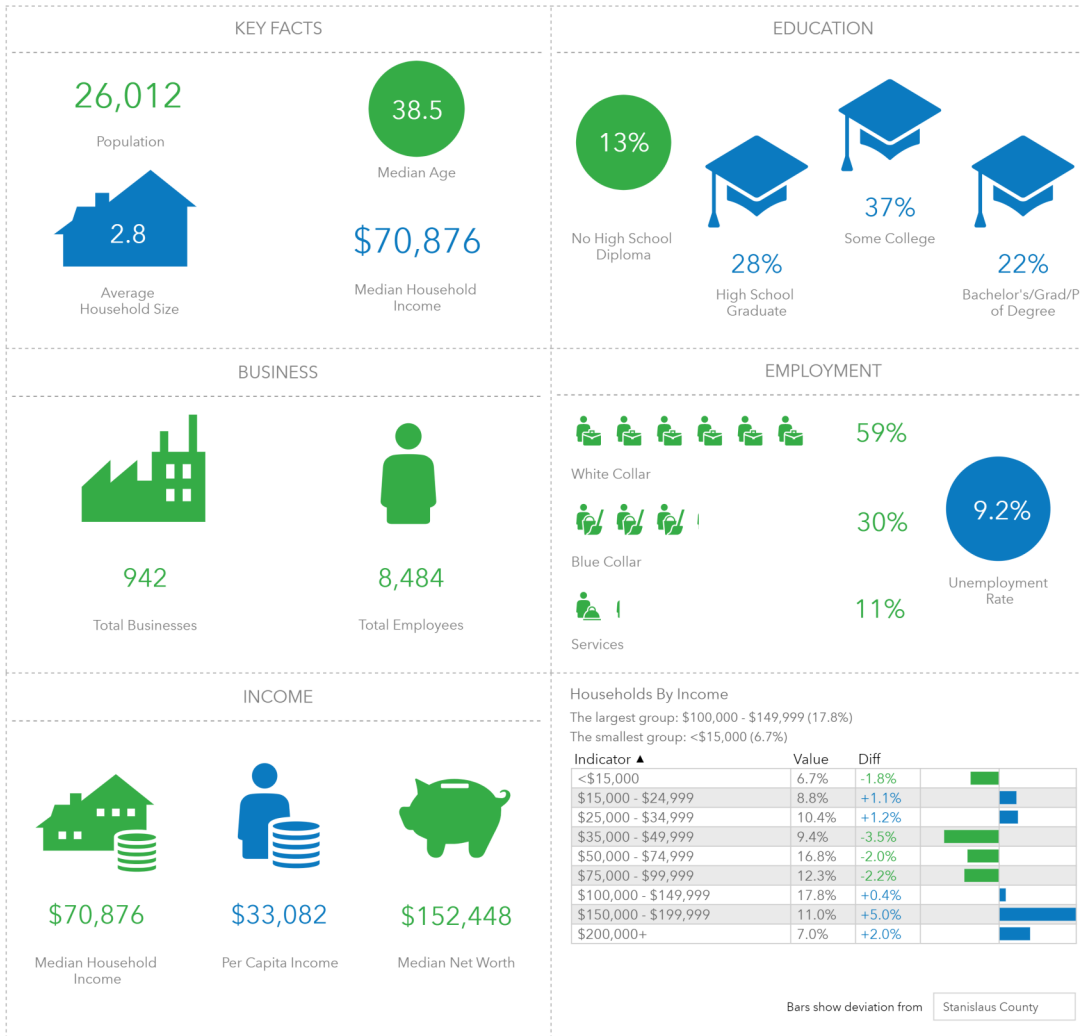 KEY FACTS
26,012
Population
38.5
Median Age
2.8
Average
Household Size
$70,876
Median Household
Income
EDUCATION
13%
No High School
Diploma
28%
High School
Graduate
37%
Some College
22%
Bachelor's/Grad/P
of Degree
BUSINESS
942
Total Businesses
8,484
Total Employees
EMPLOYMENT
59%
White Collar
30%
Blue Collar
11%
Services
9.2%
Unemployment
Rate
INCOME
$70,876
Median Household
Income
$33,082
Per Capita Income
$152,448
Median Net Worth
Households By Income
The largest group: $100,000 - $149,999 (17.8%)
The smallest group: <$15,000 (6.7%)
Indicator ▲ Value Diff
<$15,000 6.7% -1.8%
$15,000 - $24,999 8.8% +1.1%
$25,000 - $34,999 10.4% +1.2%
$35,000 - $49,999 9.4% -3.5%
$50,000 - $74,999 16.8% -2.0%
$75,000 - $99,999 12.3% -2.2%
$100,000 - $149,999 17.8% +0.4%
$150,000 - $199,999 11.0% +5.0%
$200,000+ 7.0% +2.0%
Bars show deviation from Stanislaus County